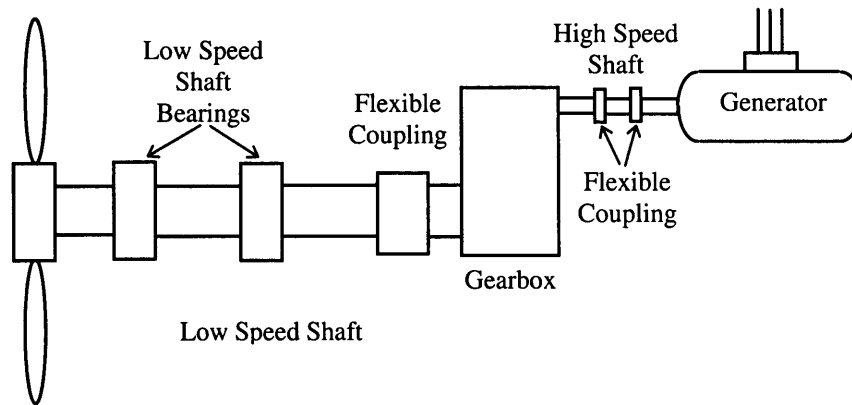 Low Speed
Shaft
Bearings
Flexible
Coupling
High Speed
Shaft
Generator
Flexible
Coupling
Gearbox
Low Speed Shaft